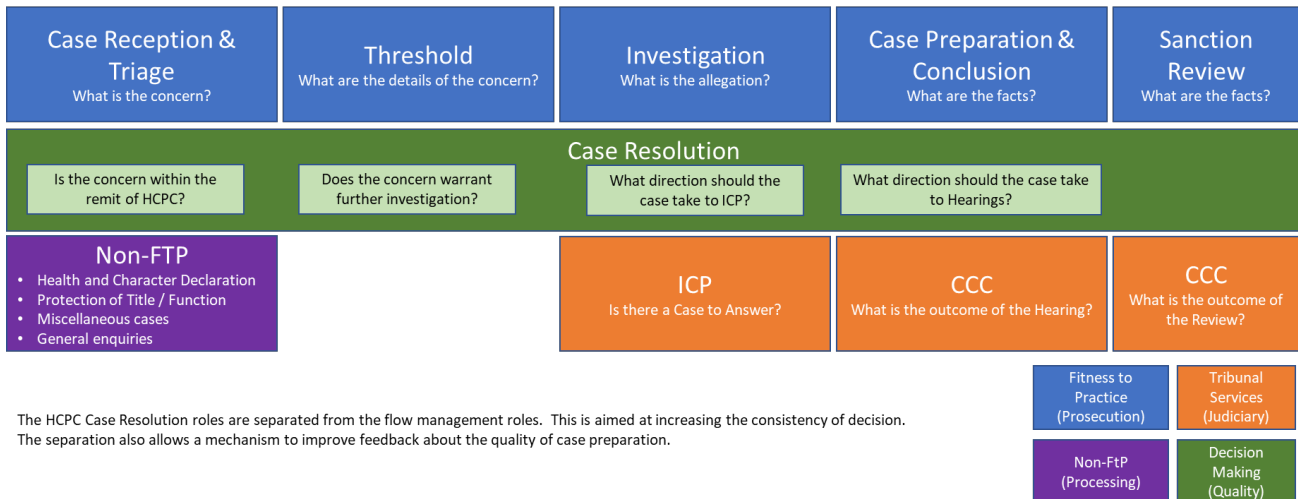 Case Reception &
Triage
What is the concern?
Threshold
What are the details of the concern?
Investigation
What is the allegation?
Case Preparation &
Conclusion
What are the facts?
Sanction
Review
What are the facts?
Case Resolution
Is the concern within the
remit of HCPC?
Does the concern warrant
further investigation?
What direction should the
case take to ICP?
What direction should the case take
to Hearings?
Non-FTP
• Health and Character Declaration
• Protection of Title / Function
• Miscellaneous cases
• General enquiries
ICP
Is there a Case to Answer?
CCC
What is the outcome of the Hearing?
CCC
What is the outcome of
the Review?
The HCPC Case Resolution roles are separated from the flow management roles.  This is aimed at increasing the consistency of decision.
The separation also allows a mechanism to improve feedback about the quality of case preparation.
Fitness to
Practice
(Prosecution)
Tribunal
Services
(Judiciary)
Non-FtP
(Processing)
Decision
Making
(Quality)